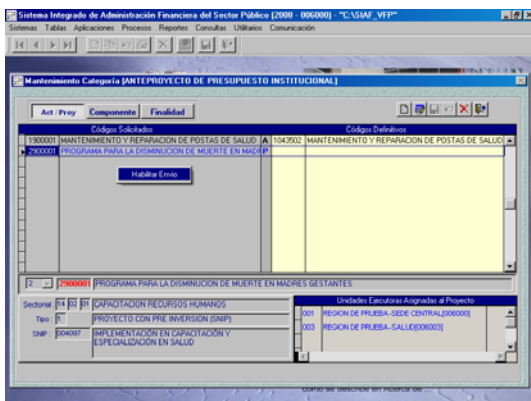 Sistema Integrado de Administración Financiera del Sector Público [2000 - 006000] - "C:\SIAF_VFP"
Sistemas Tablas Aplicaciones Procesos Reportes Consultas Utilitarios Comunicación
Mantenimiento Categoría [ANTEPROYECTO DE PRESUPUESTO INSTITUCIONAL]
Act / Proy Componente Finalidad
Códigos Solicitados Códigos Definitivos
1900001 MANTENIMIENTO Y REPARACION DE POSTAS DE SALUD A 1043502 MANTENIMIENTO Y REPARACION DE POSTAS DE SALUD
2900001 PROGRAMA PARA LA DISMINUCION DE MUERTE EN MADR P
Habilitar Envio
2 2900001 PROGRAMA PARA LA DISMINUCION DE MUERTE EN MADRES GESTANTES
Sectorial: 14 02 01 CAPACITACION RECURSOS HUMANOS
Tipo: 1 PROYECTO CON PRE INVERSION (SNIP)
SNIP: 004097 IMPLEMENTACIÓN EN CAPACITACIÓN Y
ESPECIALIZACIÓN EN SALUD
Unidades Ejecutoras Asignadas al Proyecto
001 REGION DE PRUEBA-SEDE CENTRAL[006000]
003 REGION DE PRUEBA-SALUD[006003]